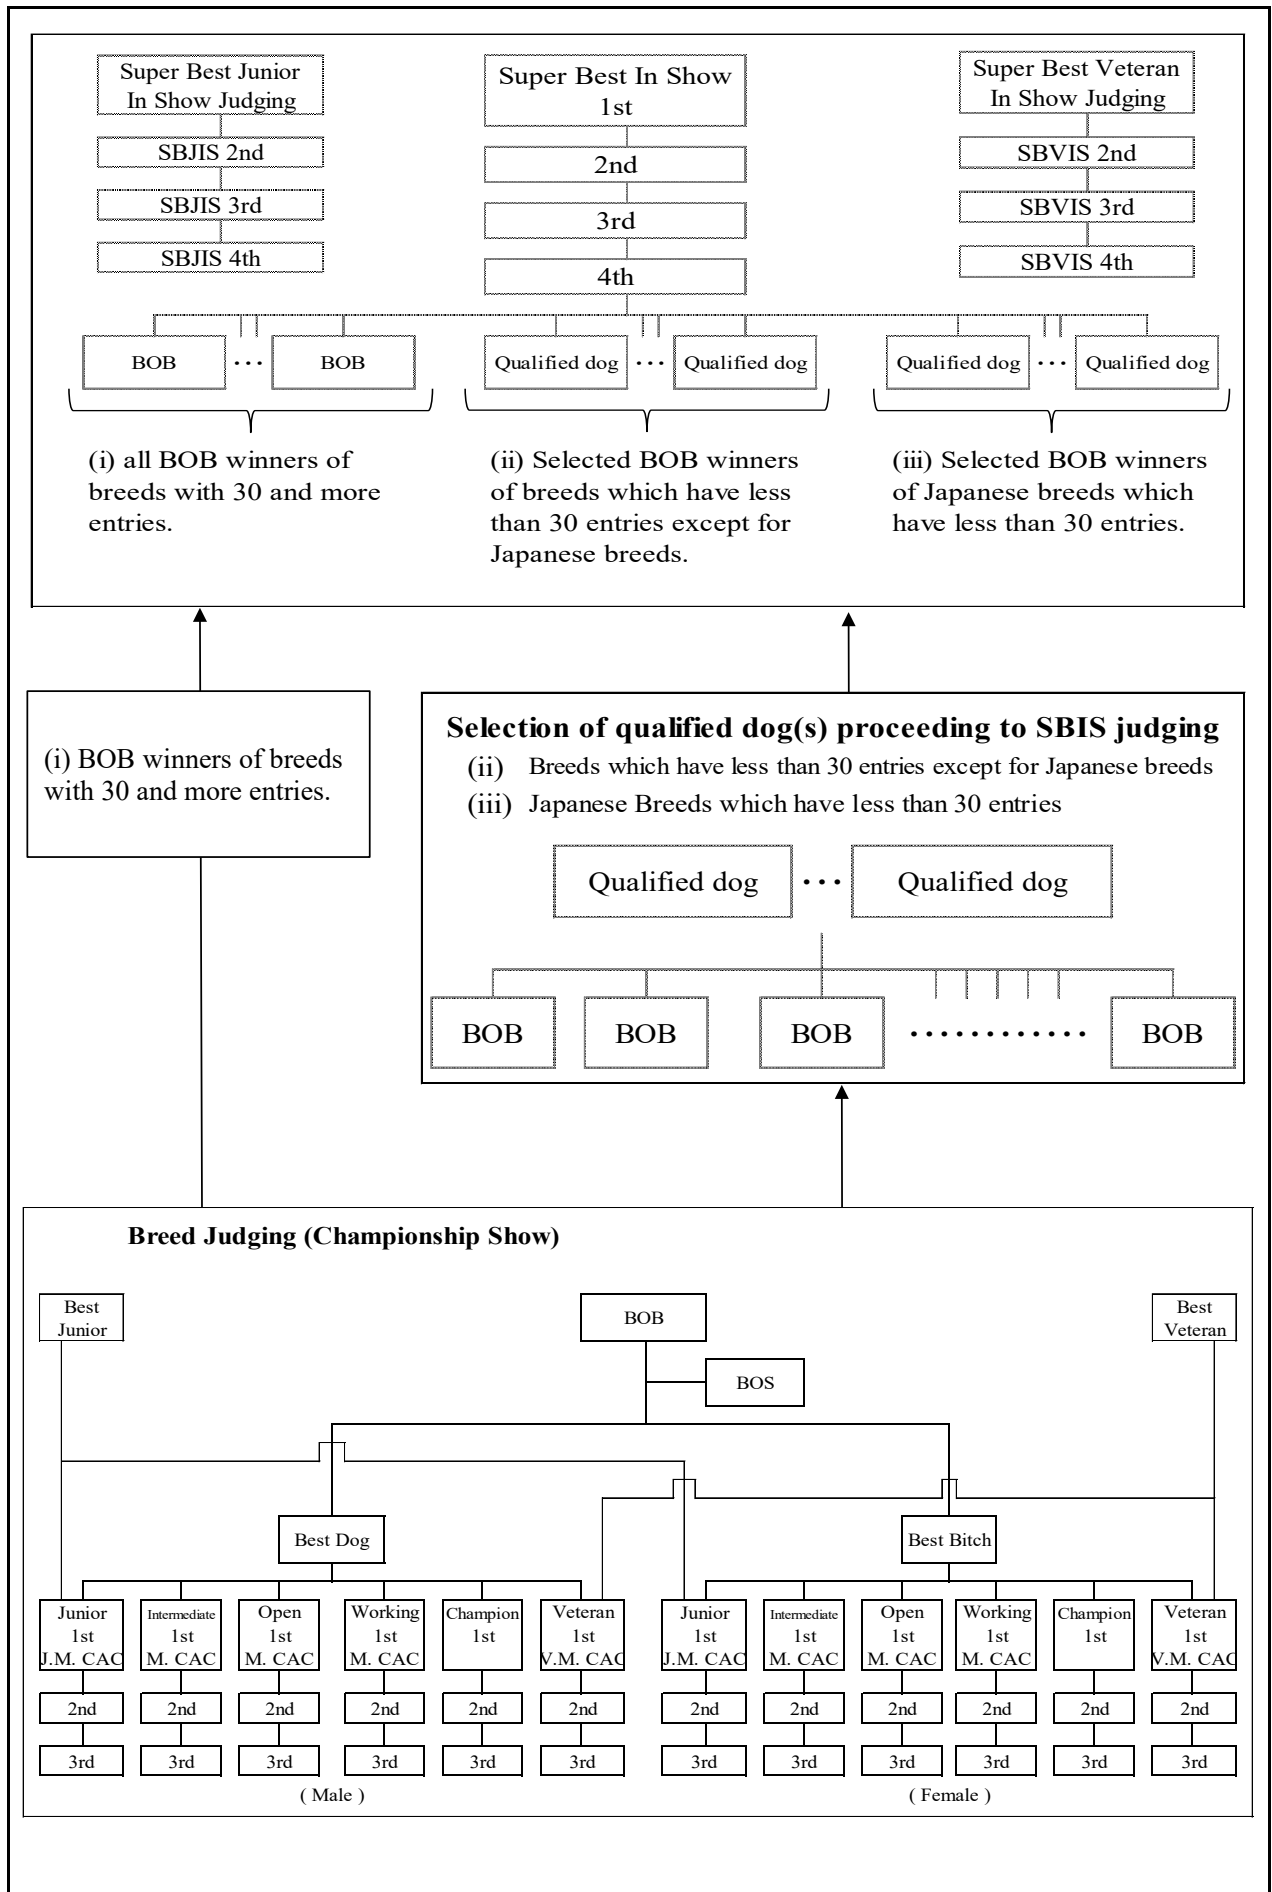 Super Best Junior
In Show Judging
SBJIS 2nd
SBJIS 3rd
SBJIS 4th
Super Best In Show
1st
2nd
3rd
4th
Super Best Veteran
In Show Judging
SBVIS 2nd
SBVIS 3rd
SBVIS 4th
BOB ··· BOB
Qualified dog ··· Qualified dog
Qualified dog ··· Qualified dog
(i) all BOB winners of
breeds with 30 and more
entries.
(ii) Selected BOB winners
of breeds which have less
than 30 entries except for
Japanese breeds.
(iii) Selected BOB winners
of Japanese breeds which
have less than 30 entries.
(i) BOB winners of breeds
with 30 and more entries.
Selection of qualified dog(s) proceeding to SBIS judging
(ii) Breeds which have less than 30 entries except for Japanese breeds
(iii) Japanese Breeds which have less than 30 entries
Qualified dog ··· Qualified dog
BOB BOB BOB ············ BOB
Breed Judging (Championship Show)
Best
Junior
BOB
Best
Veteran
BOS
Best Dog
Best Bitch
Junior
1st
J.M. CAC
2nd
3rd
Intermediate
1st
M. CAC
2nd
3rd
Open
1st
M. CAC
2nd
3rd
Working
1st
M. CAC
2nd
3rd
Champion
1st
2nd
3rd
Veteran
1st
V.M. CAC
2nd
3rd
( Male )
Junior
1st
J.M. CAC
2nd
3rd
Intermediate
1st
M. CAC
2nd
3rd
Open
1st
M. CAC
2nd
3rd
Working
1st
M. CAC
2nd
3rd
Champion
1st
2nd
3rd
Veteran
1st
V.M. CAC
2nd
3rd
( Female )